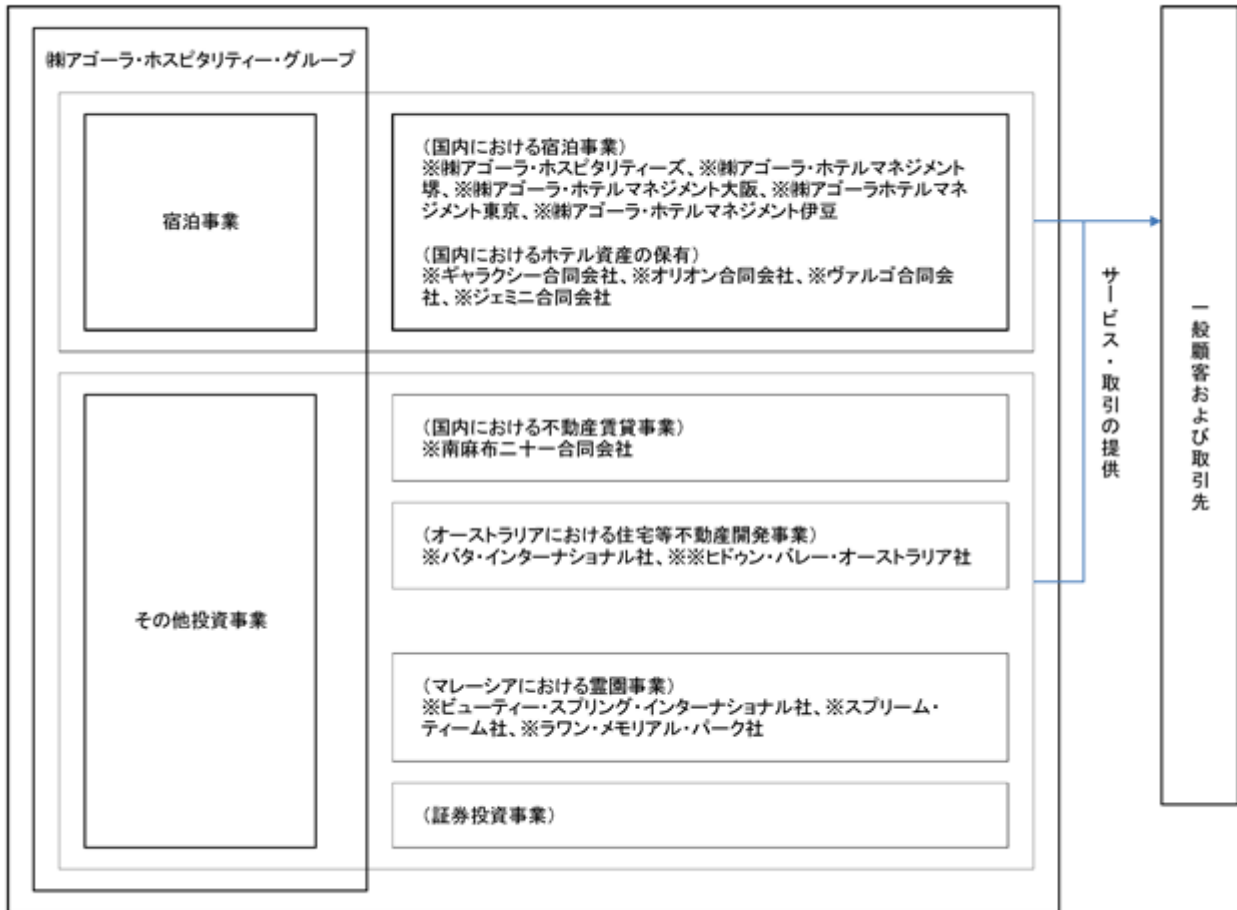 ㈱アゴーラ・ホスピタリティー・グループ
宿泊事業
(国内における宿泊事業)
※㈱アゴーラ・ホスピタリティーズ、※㈱アゴーラ・ホテルマネジメント
堺、※㈱アゴーラ・ホテルマネジメント大阪、※㈱アゴーラホテルマネ
ジメント東京、※㈱アゴーラ・ホテルマネジメント伊豆
(国内におけるホテル資産の保有)
※ギャラクシー合同会社、※オリオン合同会社、※ヴァルゴ合同会
社、※ジェミニ合同会社
その他投資事業
(国内における不動産賃貸事業)
※南麻布二十一合同会社
(オーストラリアにおける住宅等不動産開発事業)
※バタ・インターナショナル社、※※ヒドゥン・バレー・オーストラリア社
(マレーシアにおける霊園事業)
※ビューティー・スプリング・インターナショナル社、※スプリーム・
ティーム社、※ラワン・メモリアル・パーク社
(証券投資事業)
サービス・取引の提供
一般顧客および取引先